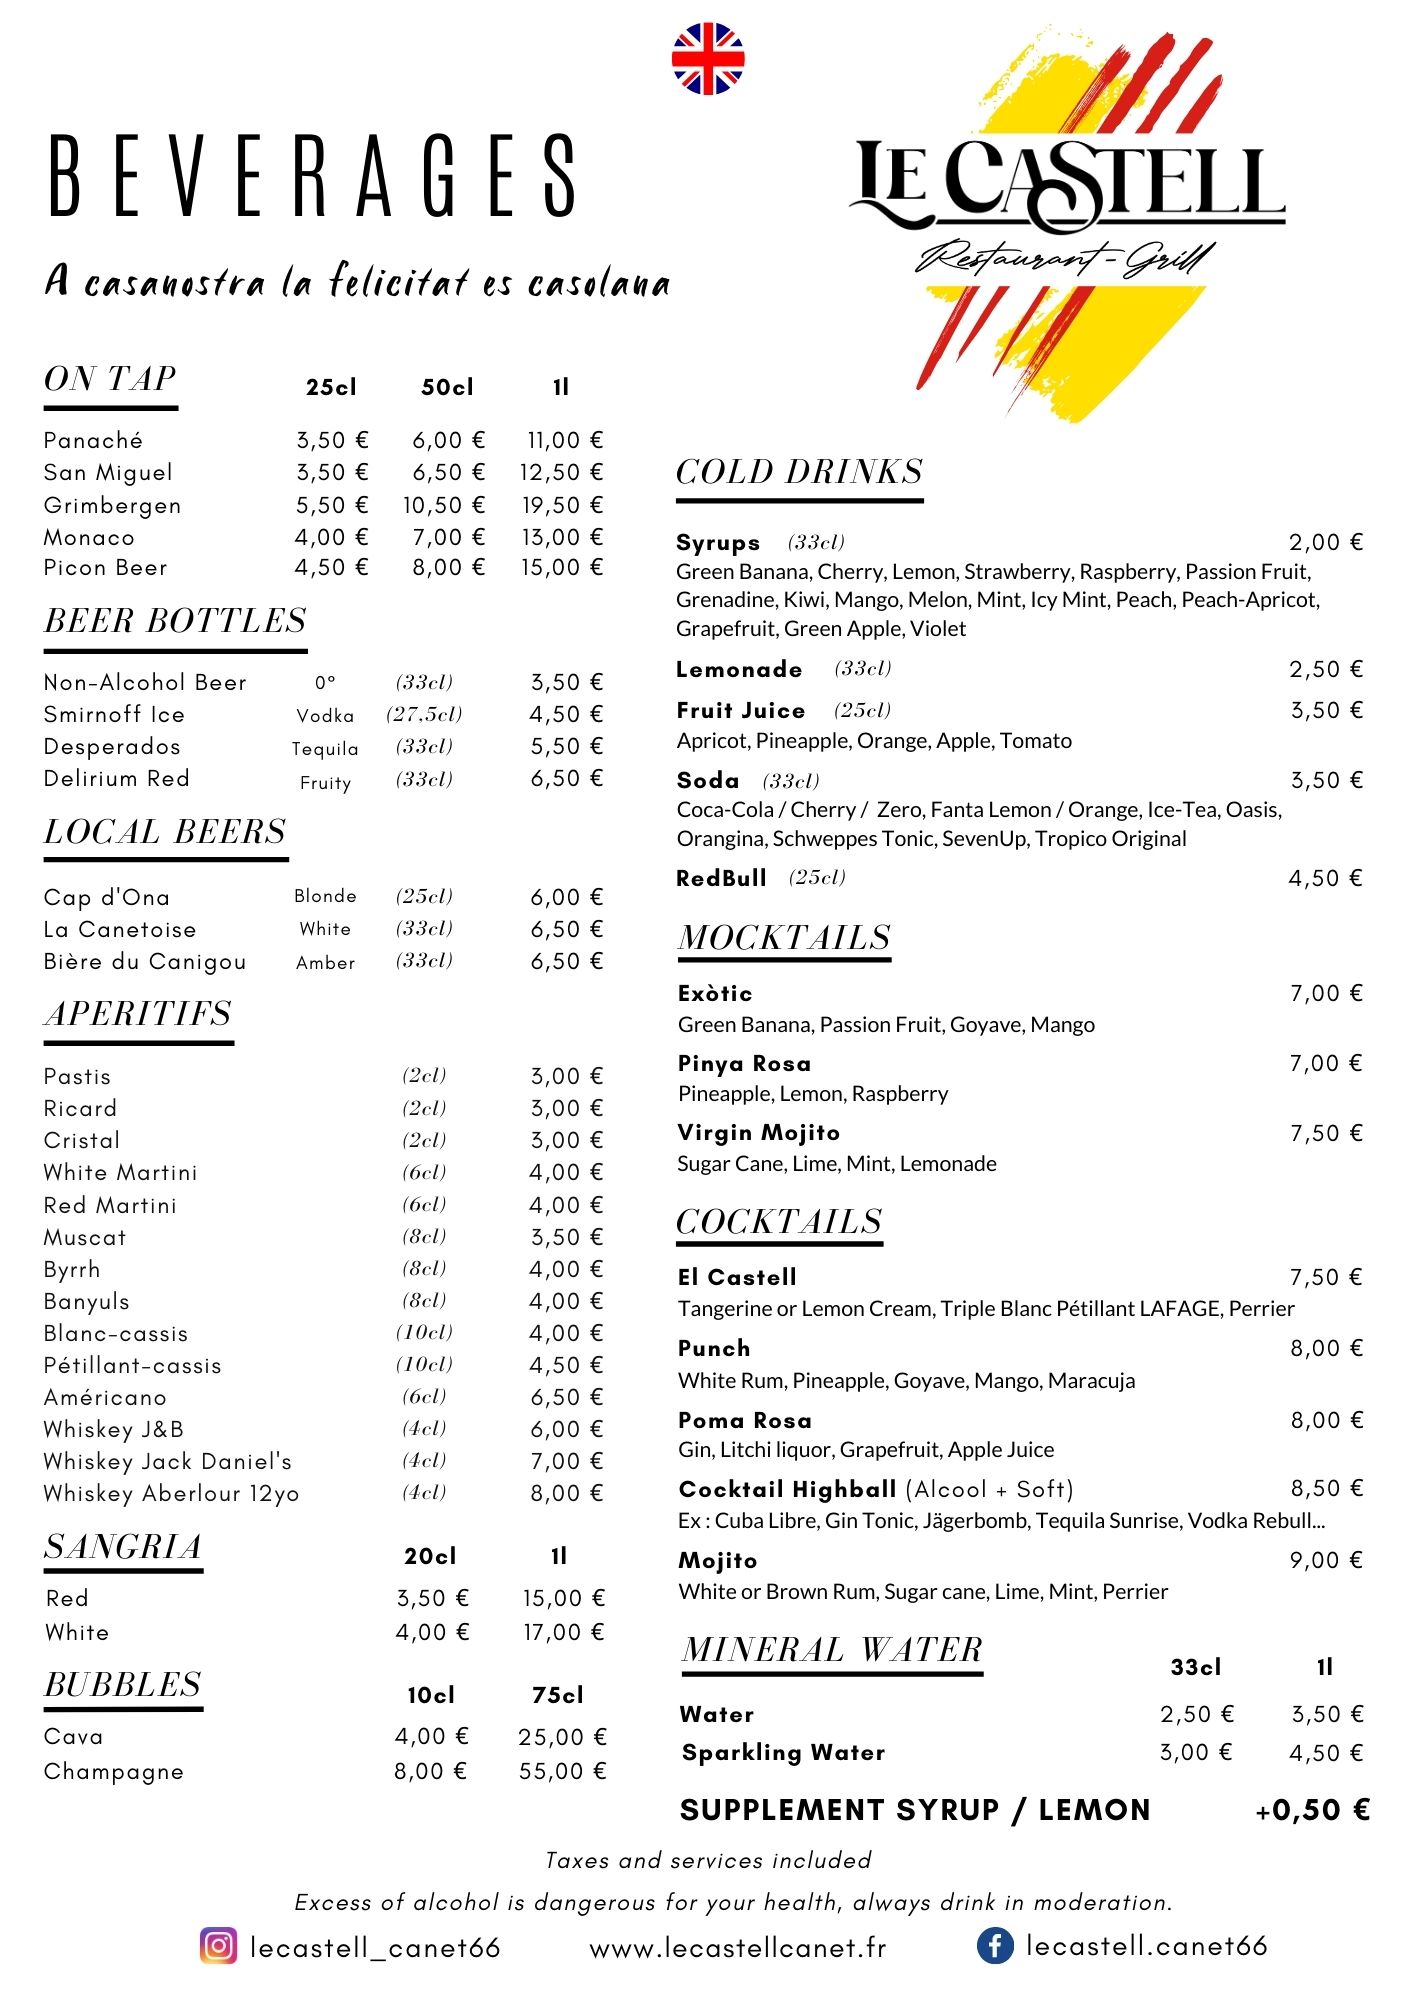 BEVERAGES
A casanostra la felicitat es casolana
LE CASTELL
Restaurant-Grill
ON TAP 25cl 50cl 1l
Panaché 3,50 € 6,00 € 11,00 €
San Miguel 3,50 € 6,50 € 12,50 €
Grimbergen 5,50 € 10,50 € 19,50 €
Monaco 4,00 € 7,00 € 13,00 €
Picon Beer 4,50 € 8,00 € 15,00 €
BEER BOTTLES
Non-Alcohol Beer 0° (33cl) 3,50 €
Smirnoff Ice Vodka (27,5cl) 4,50 €
Desperados Tequila (33cl) 5,50 €
Delirium Red Fruity (33cl) 6,50 €
LOCAL BEERS
Cap d'Ona Blonde (25cl) 6,00 €
La Canetoise White (33cl) 6,50 €
Bière du Canigou Amber (33cl) 6,50 €
APERITIFS
Pastis (2cl) 3,00 €
Ricard (2cl) 3,00 €
Cristal (2cl) 3,00 €
White Martini (6cl) 4,00 €
Red Martini (6cl) 4,00 €
Muscat (8cl) 3,50 €
Byrrh (8cl) 4,00 €
Banyuls (8cl) 4,00 €
Blanc-cassis (10cl) 4,00 €
Pétillant-cassis (10cl) 4,50 €
Américano (6cl) 6,50 €
Whiskey J&B (4cl) 6,00 €
Whiskey Jack Daniel's (4cl) 7,00 €
Whiskey Aberlour 12yo (4cl) 8,00 €
SANGRIA 20cl 1l
Red 3,50 € 15,00 €
White 4,00 € 17,00 €
BUBBLES 10cl 75cl
Cava 4,00 € 25,00 €
Champagne 8,00 € 55,00 €
COLD DRINKS
Syrups (33cl) 2,00 €
Green Banana, Cherry, Lemon, Strawberry, Raspberry, Passion Fruit,
Grenadine, Kiwi, Mango, Melon, Mint, Icy Mint, Peach, Peach-Apricot,
Grapefruit, Green Apple, Violet
Lemonade (33cl) 2,50 €
Fruit Juice (25cl) 3,50 €
Apricot, Pineapple, Orange, Apple, Tomato
Soda (33cl) 3,50 €
Coca-Cola / Cherry / Zero, Fanta Lemon / Orange, Ice-Tea, Oasis,
Orangina, Schweppes Tonic, SevenUp, Tropico Original
RedBull (25cl) 4,50 €
MOCKTAILS
Exòtic 7,00 €
Green Banana, Passion Fruit, Goyave, Mango
Pinya Rosa 7,00 €
Pineapple, Lemon, Raspberry
Virgin Mojito 7,50 €
Sugar Cane, Lime, Mint, Lemonade
COCKTAILS
El Castell 7,50 €
Tangerine or Lemon Cream, Triple Blanc Pétillant LAFAGE, Perrier
Punch 8,00 €
White Rum, Pineapple, Goyave, Mango, Maracuja
Poma Rosa 8,00 €
Gin, Litchi liquor, Grapefruit, Apple Juice
Cocktail Highball (Alcool + Soft) 8,50 €
Ex : Cuba Libre, Gin Tonic, Jägerbomb, Tequila Sunrise, Vodka Rebull...
Mojito 9,00 €
White or Brown Rum, Sugar cane, Lime, Mint, Perrier
MINERAL WATER 33cl 1l
Water 2,50 € 3,50 €
Sparkling Water 3,00 € 4,50 €
SUPPLEMENT SYRUP / LEMON +0,50 €
Taxes and services included
Excess of alcohol is dangerous for your health, always drink in moderation.
lecastell_canet66 www.lecastellcanet.fr lecastell.canet66